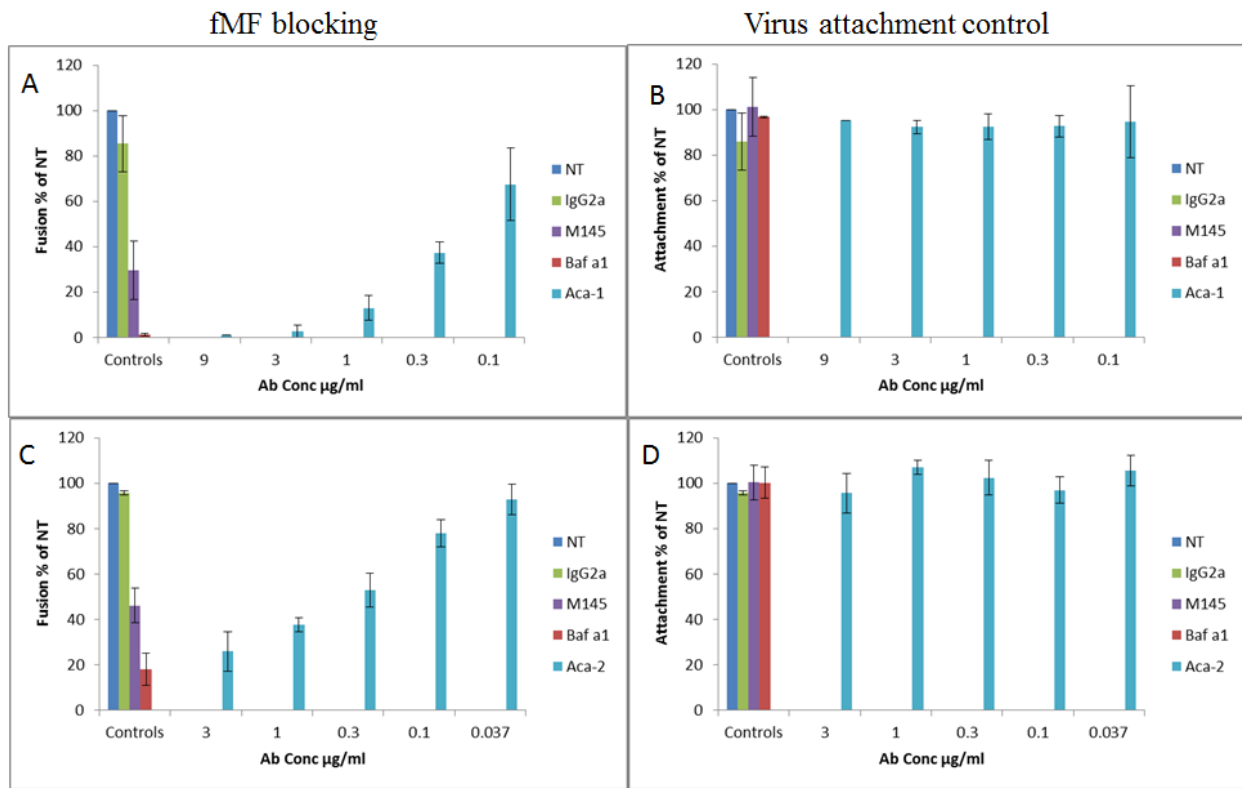 fMF blocking
Virus attachment control
A
120
100
80
60
40
20
0
Fusion % of NT
Controls 9 3 1 0.3 0.1
Ab Conc µg/ml
NT
IgG2a
M145
Baf a1
Aca-1
B
120
100
80
60
40
20
0
Attachment % of NT
Controls 9 3 1 0.3 0.1
Ab Conc µg/ml
NT
IgG2a
M145
Baf a1
Aca-1
C
120
100
80
60
40
20
0
Fusion % of NT
Controls 3 1 0.3 0.1 0.037
Ab Conc µg/ml
NT
IgG2a
M145
Baf a1
Aca-2
D
120
100
80
60
40
20
0
Attachment % of NT
Controls 3 1 0.3 0.1 0.037
Ab Conc µg/ml
NT
IgG2a
M145
Baf a1
Aca-2